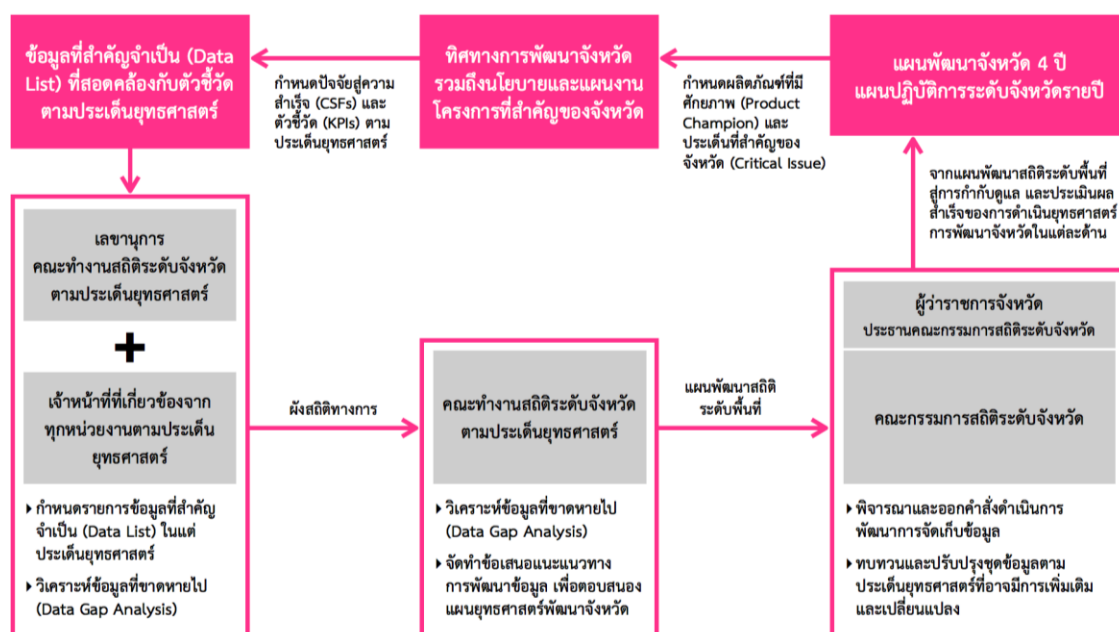 ข้อมูลที่สำคัญจำเป็น (Data
List) ที่สอดคล้องกับตัวชี้วัด
ตามประเด็นยุทธศาสตร์
กำหนดปัจจัยสู่ความ
สำเร็จ (CSFs) และ
ตัวชี้วัด (KPIs) ตาม
ประเด็นยุทธศาสตร์
ทิศทางการพัฒนาจังหวัด
รวมถึงนโยบายและแผนงาน
โครงการที่สำคัญของจังหวัด
กำหนดผลิตภัณฑ์ที่มี
ศักยภาพ (Product
Champion) และ
ประเด็นที่สำคัญของ
จังหวัด (Critical Issue)
แผนพัฒนาจังหวัด 4 ปี
แผนปฏิบัติการระดับจังหวัดรายปี
จากแผนพัฒนาสถิติระดับพื้นที่
สู่การกำกับดูแล และประเมินผล
สำเร็จของการดำเนินยุทธศาสตร์
การพัฒนาจังหวัดในแต่ละด้าน
เลขานุการ
คณะทำงานสถิติระดับจังหวัด
ตามประเด็นยุทธศาสตร์
+
เจ้าหน้าที่ที่เกี่ยวข้องจาก
ทุกหน่วยงานตามประเด็น
ยุทธศาสตร์
กำหนดรายการข้อมูลที่สำคัญ
จำเป็น (Data List) ในแต่
ประเด็นยุทธศาสตร์
วิเคราะห์ข้อมูลที่ขาดหายไป
(Data Gap Analysis)
ผังสถิติทางการ
คณะทำงานสถิติระดับจังหวัด
ตามประเด็นยุทธศาสตร์
วิเคราะห์ข้อมูลที่ขาดหายไป
(Data Gap Analysis)
จัดทำข้อเสนอแนะแนวทาง
การพัฒนาข้อมูล เพื่อตอบสนอง
แผนยุทธศาสตร์พัฒนาจังหวัด
แผนพัฒนาสถิติ
ระดับพื้นที่
ผู้ว่าราชการจังหวัด
ประธานคณะกรรมการสถิติระดับจังหวัด
คณะกรรมการสถิติระดับจังหวัด
พิจารณาและออกคำสั่งดำเนินการ
พัฒนาการจัดเก็บข้อมูล
ทบทวนและปรับปรุงชุดข้อมูลตาม
ประเด็นยุทธศาสตร์ที่อาจมีการเพิ่มเติม
และเปลี่ยนแปลง